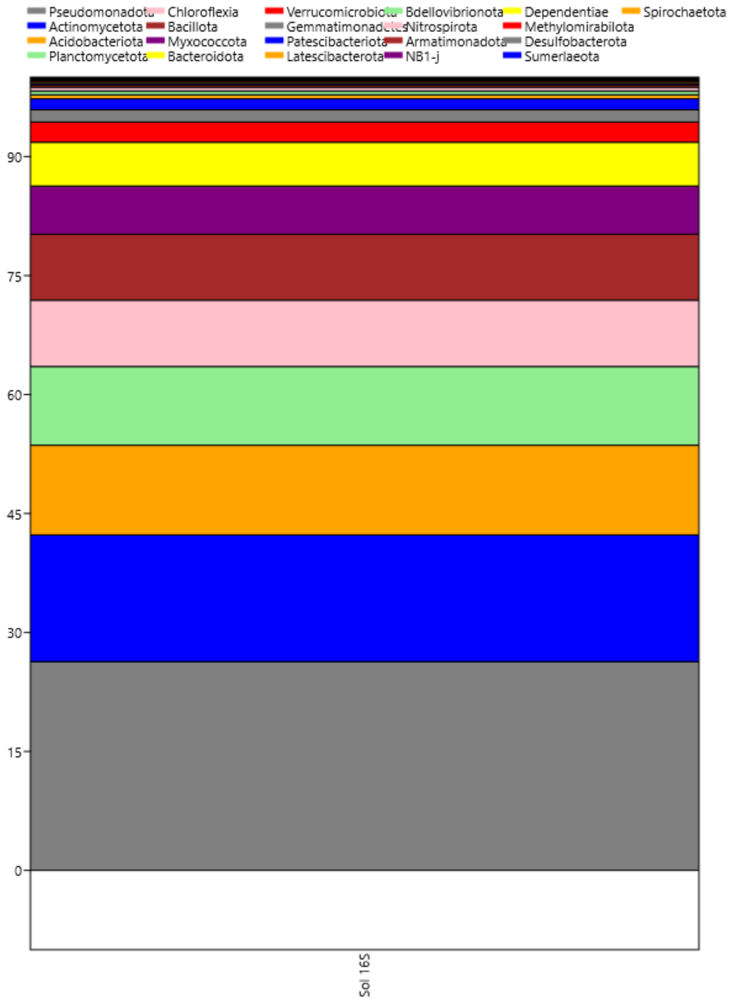 Pseudomonadota Chloroflexia Verrucomicrobiota Bdellovibrionota Dependentiae Spirochaetota
Actinomycetota Bacillota Gemmatimonadetes Nitrospirota Methylomirabilota
Acidobacteriota Myxococcota Patescibacteriota Armatimonadota Desulfobacterota
Planctomycetota Bacteroidota Latescibacterota NB1-j Sumerlaeota
90
75
60
45
30
15
0
Sol 16S